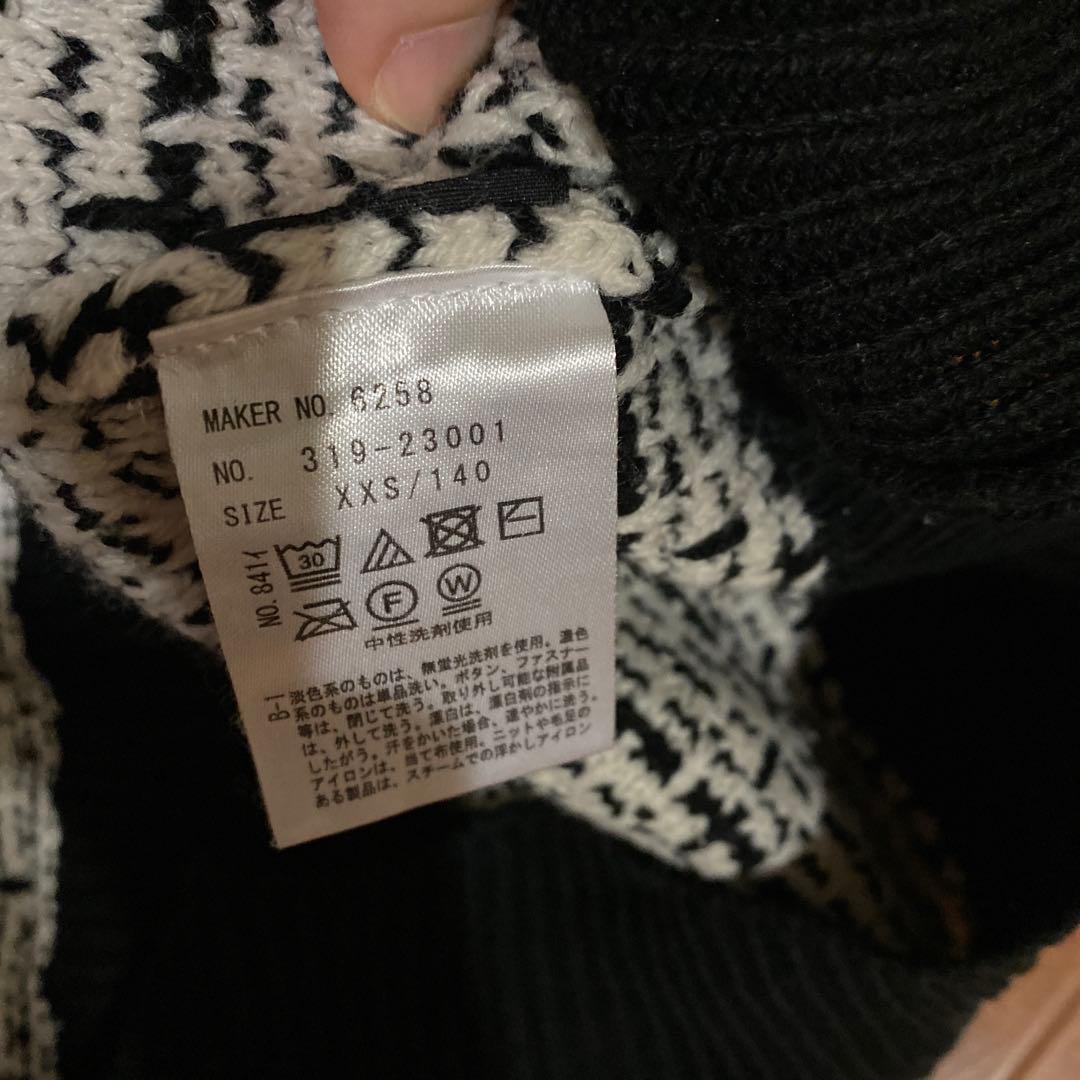 MAKER NO. 6258
NO. 319-23001
SIZE XXS/140
NO.841イ
30
F W
中性洗剤使用
B-1
淡色系のものは、無蛍光洗剤を使用。濃色
系のものは単品洗い。ボタン、ファスナー
等は、閉じて洗う。取り外し可能な附属品
は、外して洗う。漂白は、漂白剤の指示に
したがう。汗をかいた場合、速やかに洗う。
アイロンは、当て布使用、ニットや毛足の
ある製品は、スチームでの浮かしアイロン